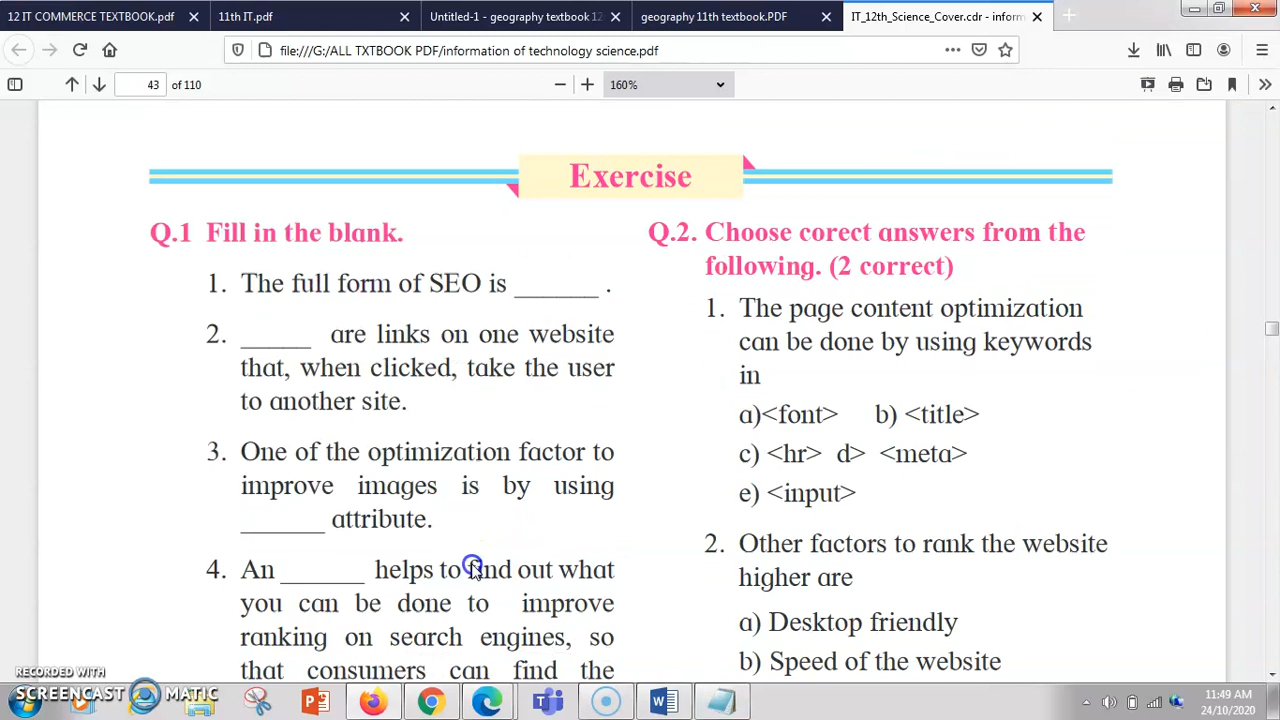 12 IT COMMERCE TEXTBOOK.pdf
11th IT.pdf
Untitled-1 - geography textbook 12
geography 11th textbook.PDF
IT_12th_Science_Cover.cdr - inform
file:///G:/ALL TXTBOOK PDF/information of technology science.pdf
43 of 110
160%
Exercise
Q.1 Fill in the blank.
1. The full form of SEO is ______ .
2. _____ are links on one website
that, when clicked, take the user
to another site.
3. One of the optimization factor to
improve images is by using
______ attribute.
4. An ______ helps to find out what
you can be done to improve
ranking on search engines, so
that consumers can find the
Q.2. Choose corect answers from the
following. (2 correct)
1. The page content optimization
can be done by using keywords
in
a)<font> b) <title>
c) <hr> d> <meta>
e) <input>
2. Other factors to rank the website
higher are
a) Desktop friendly
b) Speed of the website
RECORDED WITH
SCREENCAST MATIC
11:49 AM
24/10/2020